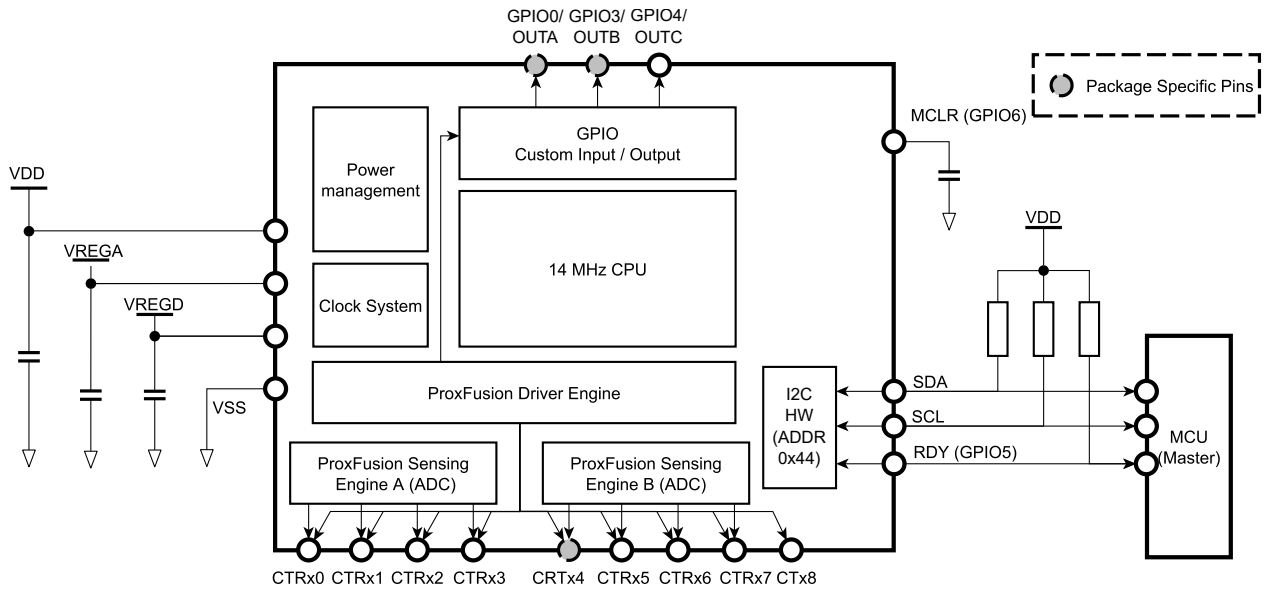 GPIO0/ GPIO3/ GPIO4/
OUTA OUTB OUTC
Package Specific Pins
MCLR (GPIO6)
GPIO
Custom Input / Output
Power
management
VDD
VREGA
VREGD
VSS
14 MHz CPU
Clock System
VDD
ProxFusion Driver Engine
I2C
HW
(ADDR
0x44)
SDA
SCL
RDY (GPIO5)
MCU
(Master)
ProxFusion Sensing
Engine A (ADC)
ProxFusion Sensing
Engine B (ADC)
CTRx0 CTRx1 CTRx2 CTRx3 CRTx4 CTRx5 CTRx6 CTRx7 CTx8